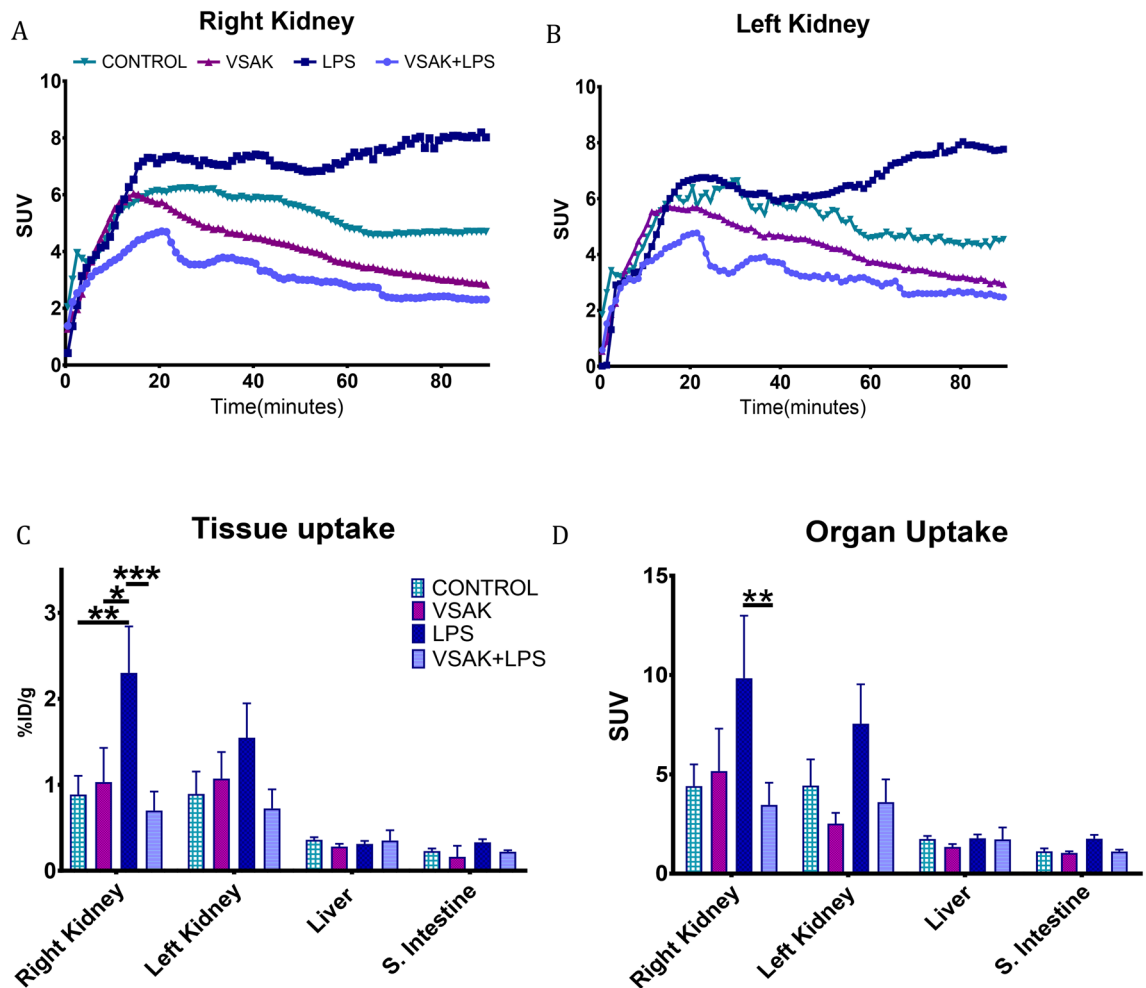 A
Right Kidney
CONTROL VSAK LPS VSAK+LPS
10
8
6
4
2
0
SUV
0 20 40 60 80
Time(minutes)
B
Left Kidney
10
8
6
4
2
0
SUV
0 20 40 60 80
Time(minutes)
C
Tissue uptake
***
*
**
CONTROL
VSAK
LPS
VSAK+LPS
3
2
1
0
%ID/g
Right Kidney
Left Kidney
Liver
S. Intestine
D
Organ Uptake
**
15
10
5
0
SUV
Right Kidney
Left Kidney
Liver
S. Intestine